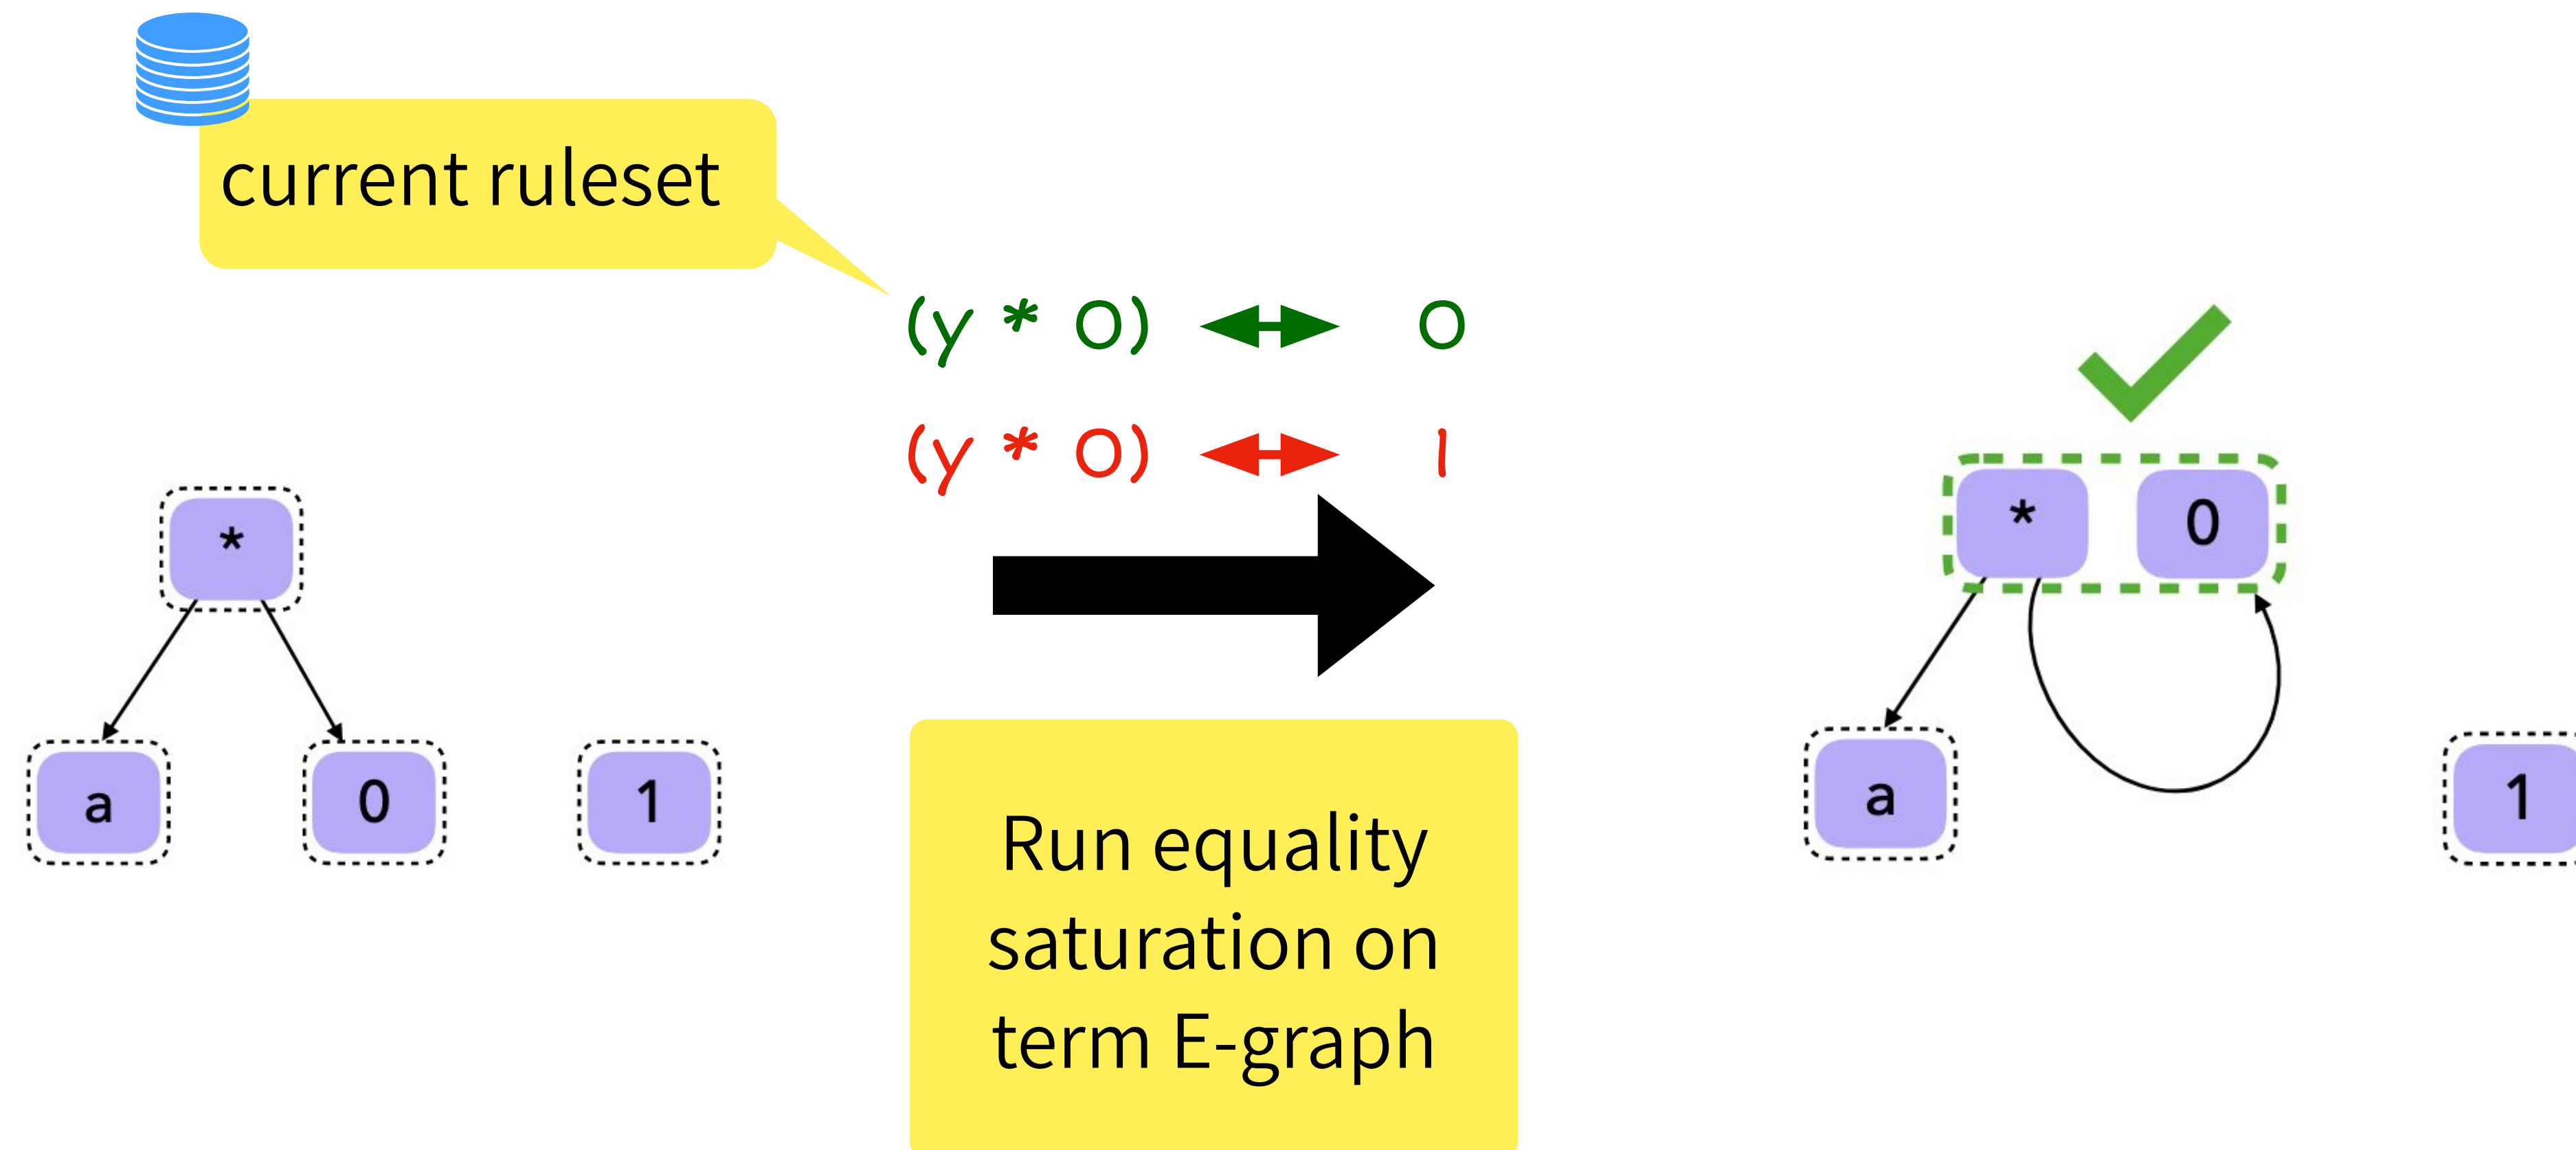 current ruleset
(y * 0) 0
(y * 0) 1
*
a 0 1
* 0
a 1
Run equality
saturation on
term E-graph